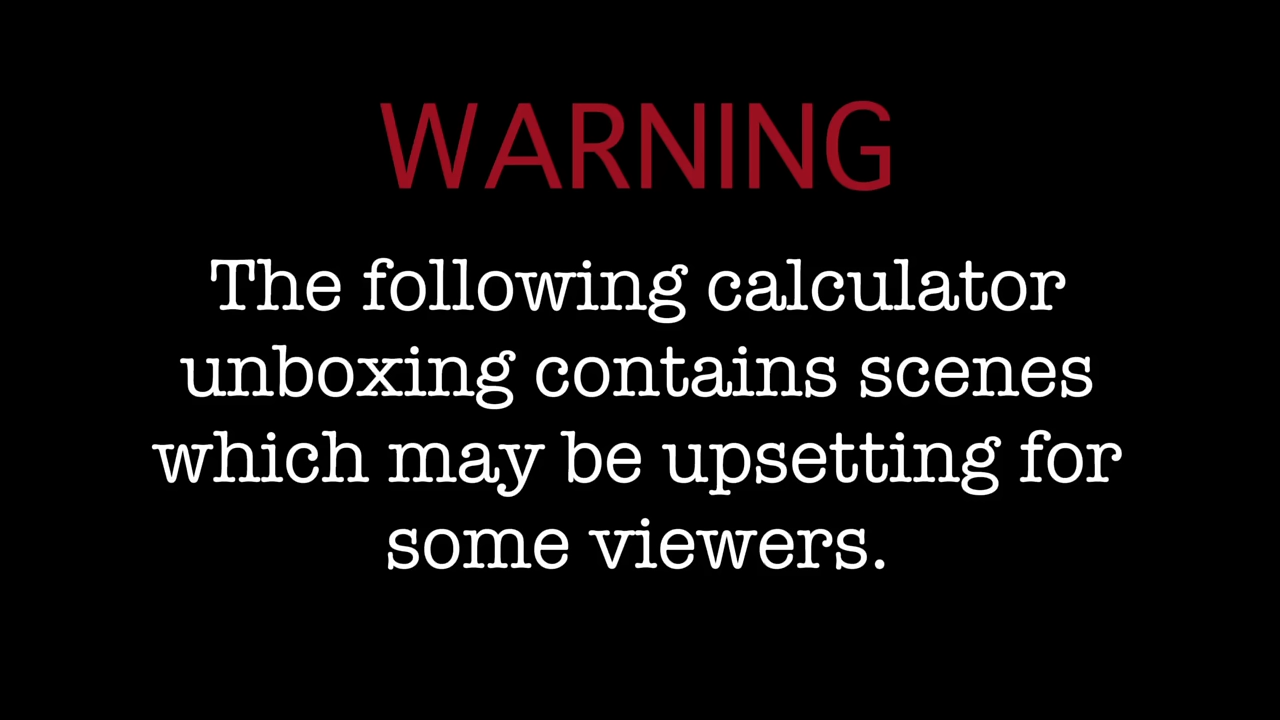 WARNING
The following calculator
unboxing contains scenes
which may be upsetting for
some viewers.